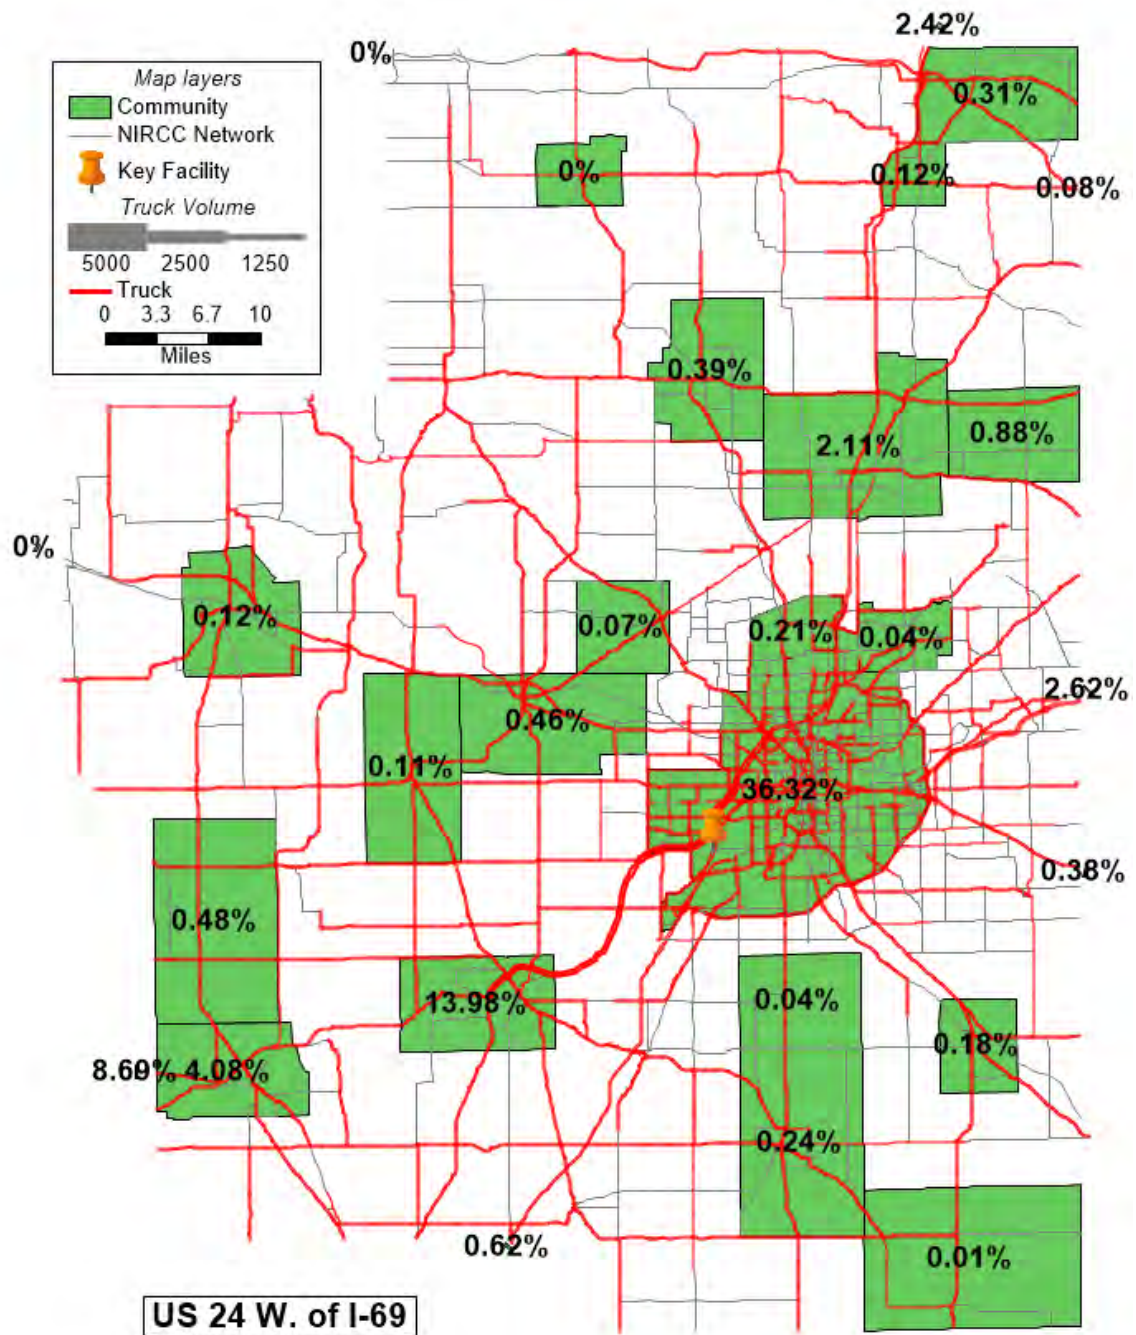 2.42%
0%
Map layers
Community
NIRCC Network
Key Facility
Truck Volume
5000 2500 1250
Truck
0 3.3 6.7 10
Miles
0.31%
0%
0.12%
0.08%
0.39%
2.11%
0.88%
0%
0.12%
0.07%
0.21%
0.04%
2.62%
0.46%
0.11%
36.32%
0.38%
0.48%
13.98%
0.04%
0.18%
8.69%
4.08%
0.24%
0.62%
0.01%
US 24 W. of I-69